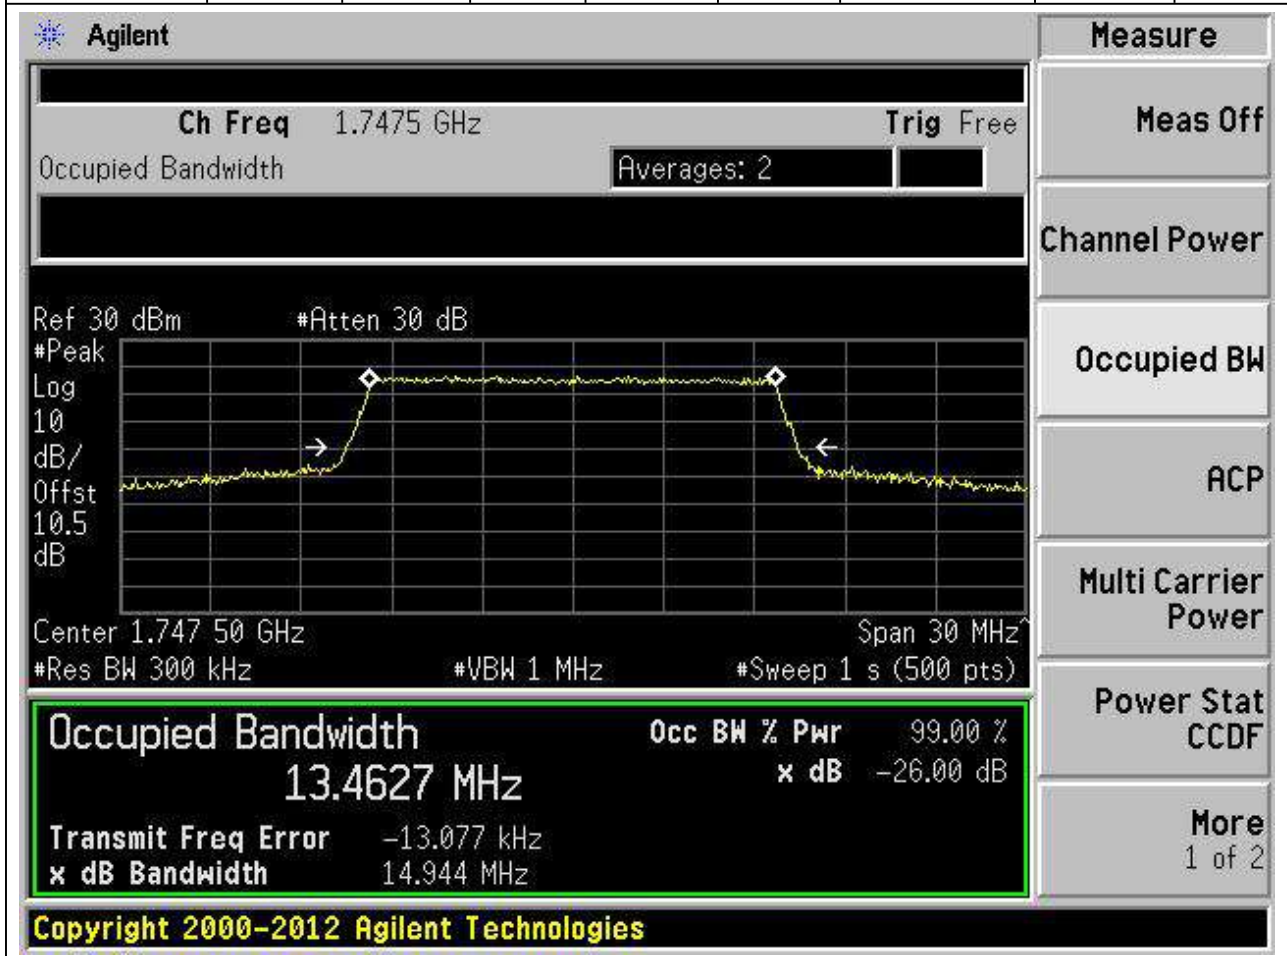 Agilent
Measure
Ch Freq 1.7475 GHz Trig Free
Meas Off
Occupied Bandwidth Averages: 2
Channel Power
Ref 30 dBm #Atten 30 dB
#Peak
Log
10
dB/
Offst
10.5
dB
Occupied BW
ACP
Center 1.747 50 GHz Span 30 MHz^
#Res BW 300 kHz #VBW 1 MHz #Sweep 1 s (500 pts)
Multi Carrier
Power
Occupied Bandwidth Occ BW % Pwr 99.00 %
13.4627 MHz x dB -26.00 dB
Transmit Freq Error -13.077 kHz
x dB Bandwidth 14.944 MHz
Power Stat
CCDF
More
1 of 2
Copyright 2000-2012 Agilent Technologies